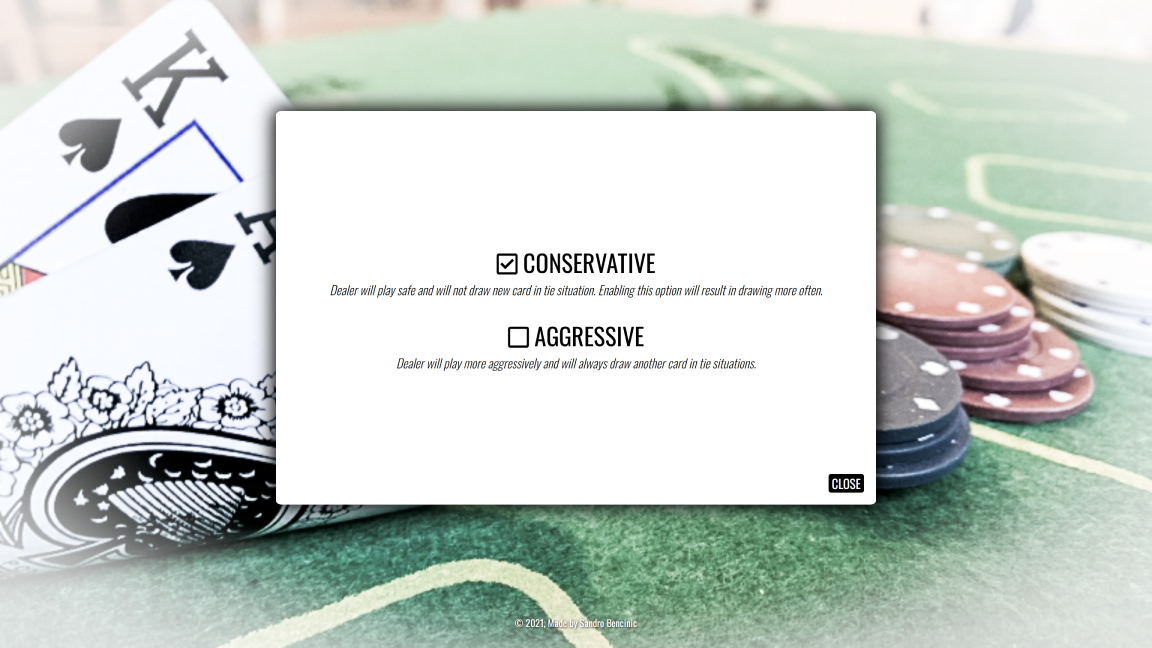 K
CONSERVATIVE
Dealer will play safe and will not draw new card in tie situation. Enabling this option will result in drawing more often.
AGGRESSIVE
Dealer will play more aggressively and will always draw another card in tie situations.
CLOSE
© 2021, Made by Sandro Bencinic